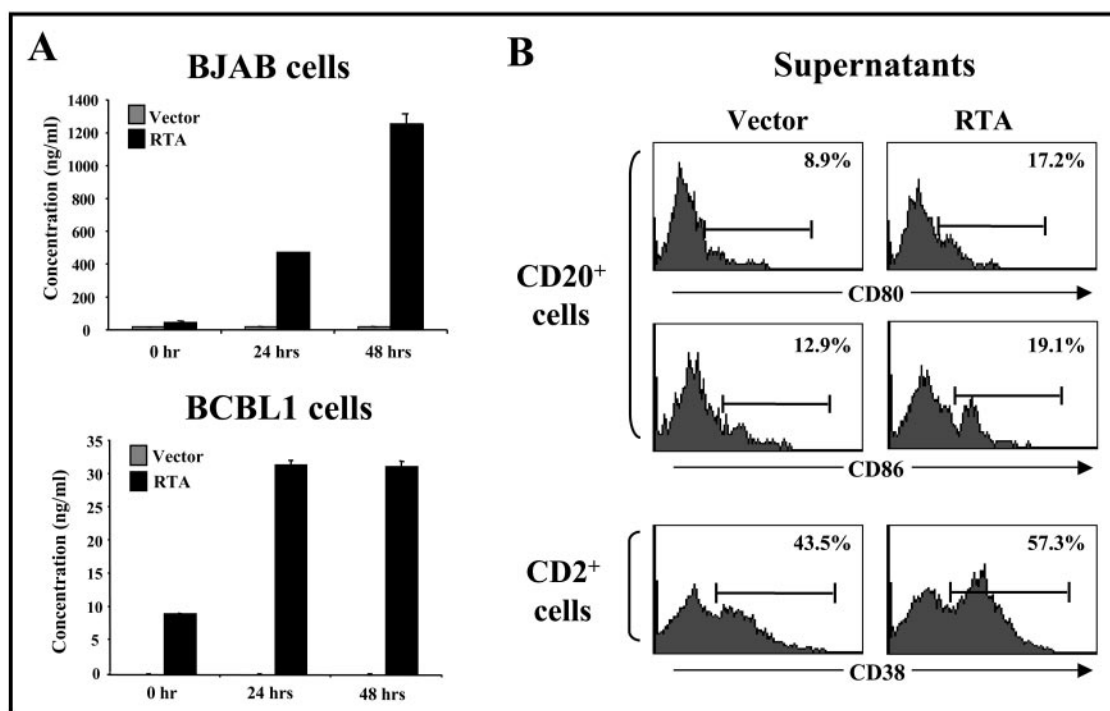 A
BJAB cells
Vector
RTA
Concentration (ng/ml)
1400
1200
1000
800
600
400
200
0
0 hr 24 hrs 48 hrs
BCBL1 cells
Vector
RTA
Concentration (ng/ml)
35
30
25
20
15
10
5
0
0 hr 24 hrs 48 hrs
B
Supernatants
Vector RTA
CD20+
cells
8.9% 17.2%
CD80
12.9% 19.1%
CD86
CD2+
cells
43.5% 57.3%
CD38